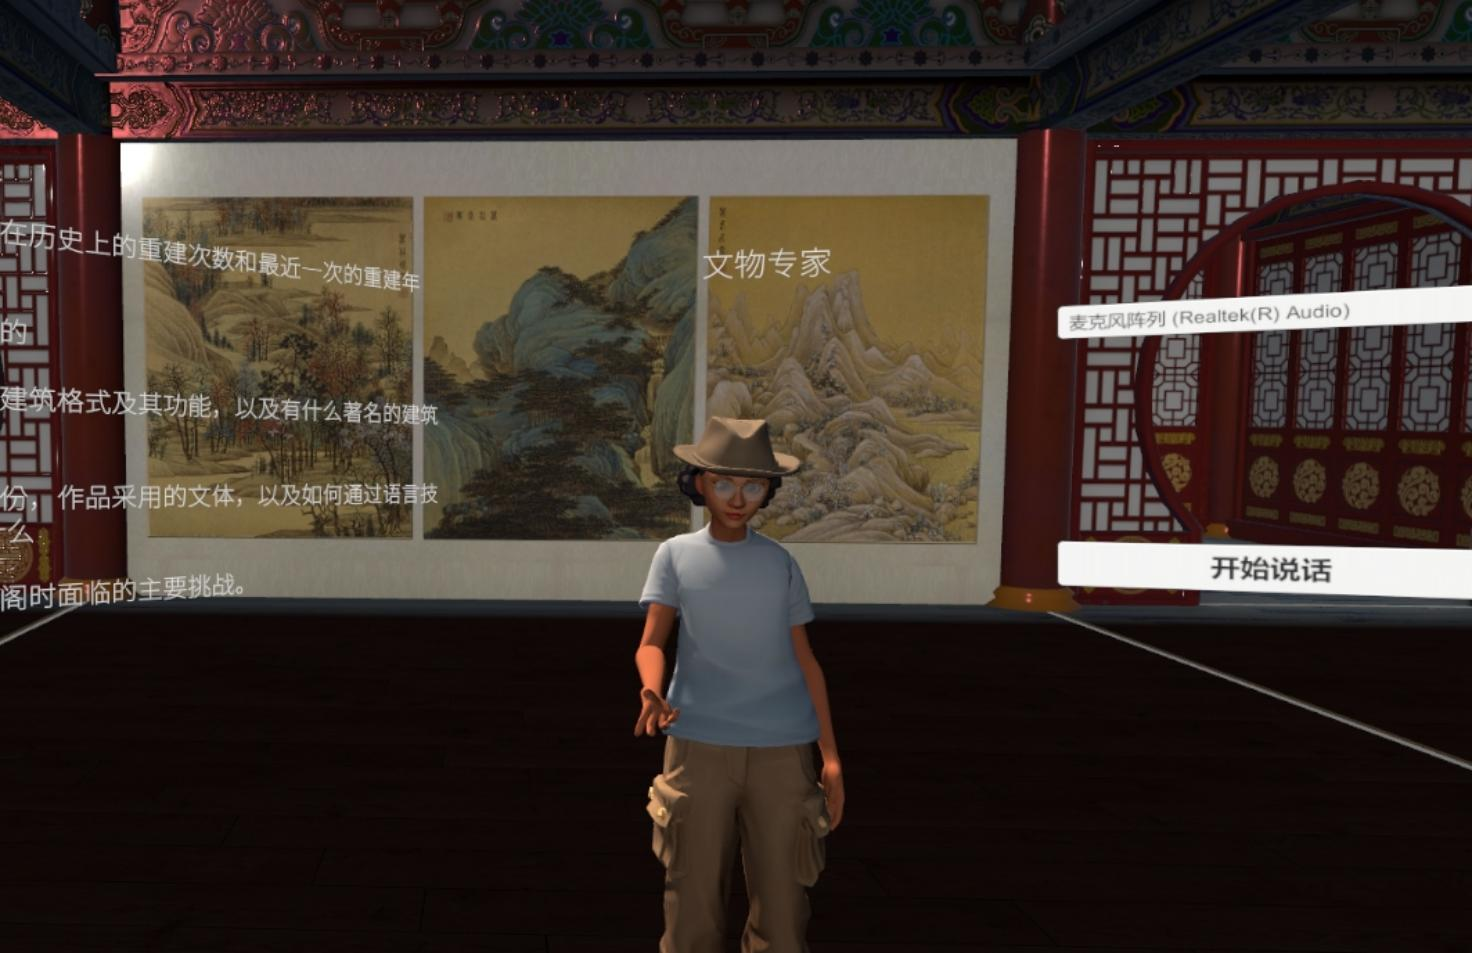 在历史上的重建次数和最近一次的重建年
的
建筑格式及其功能，以及有什么著名的建筑
份，作品采用的文体，以及如何通过语言技
么
阁时面临的主要挑战。
文物专家
麦克风阵列 (Realtek(R) Audio)
开始说话